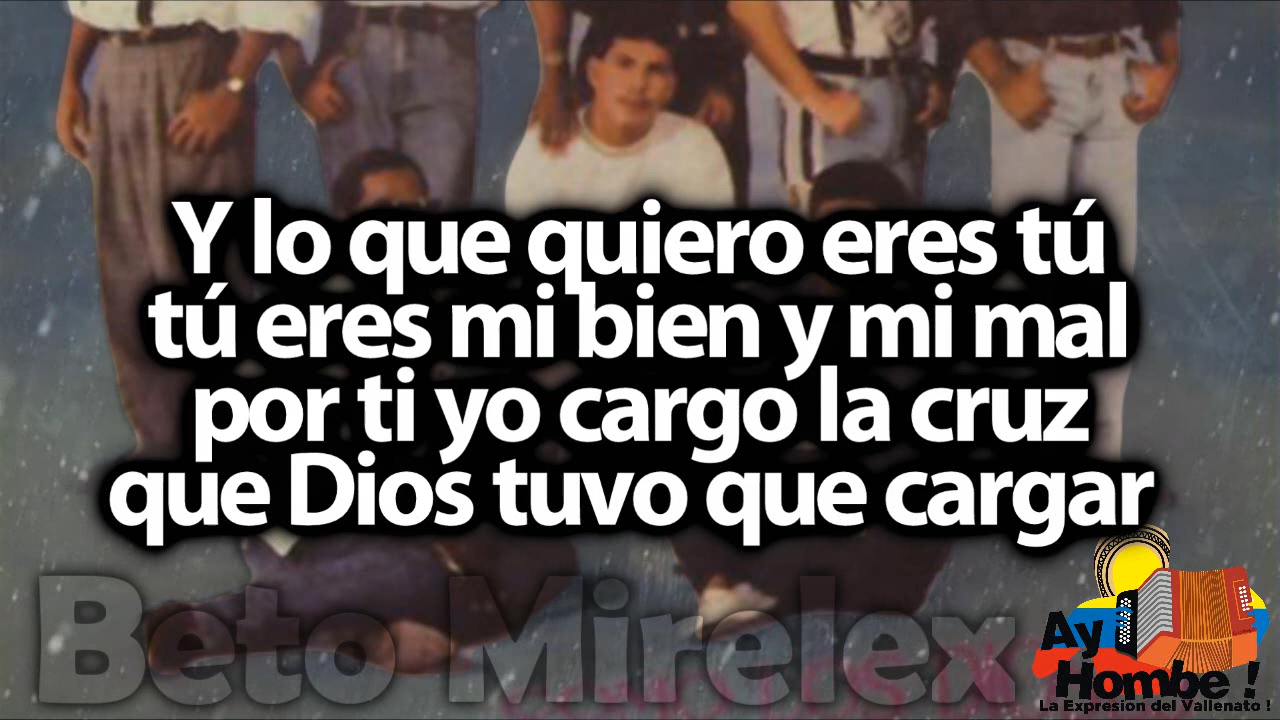 Y lo que quiero eres tú
tú eres mi bien y mi mal
por ti yo cargo la cruz
que Dios tuvo que cargar
Beto Mirelex
Ay
Hombe !
La Expresion del Vallenato !